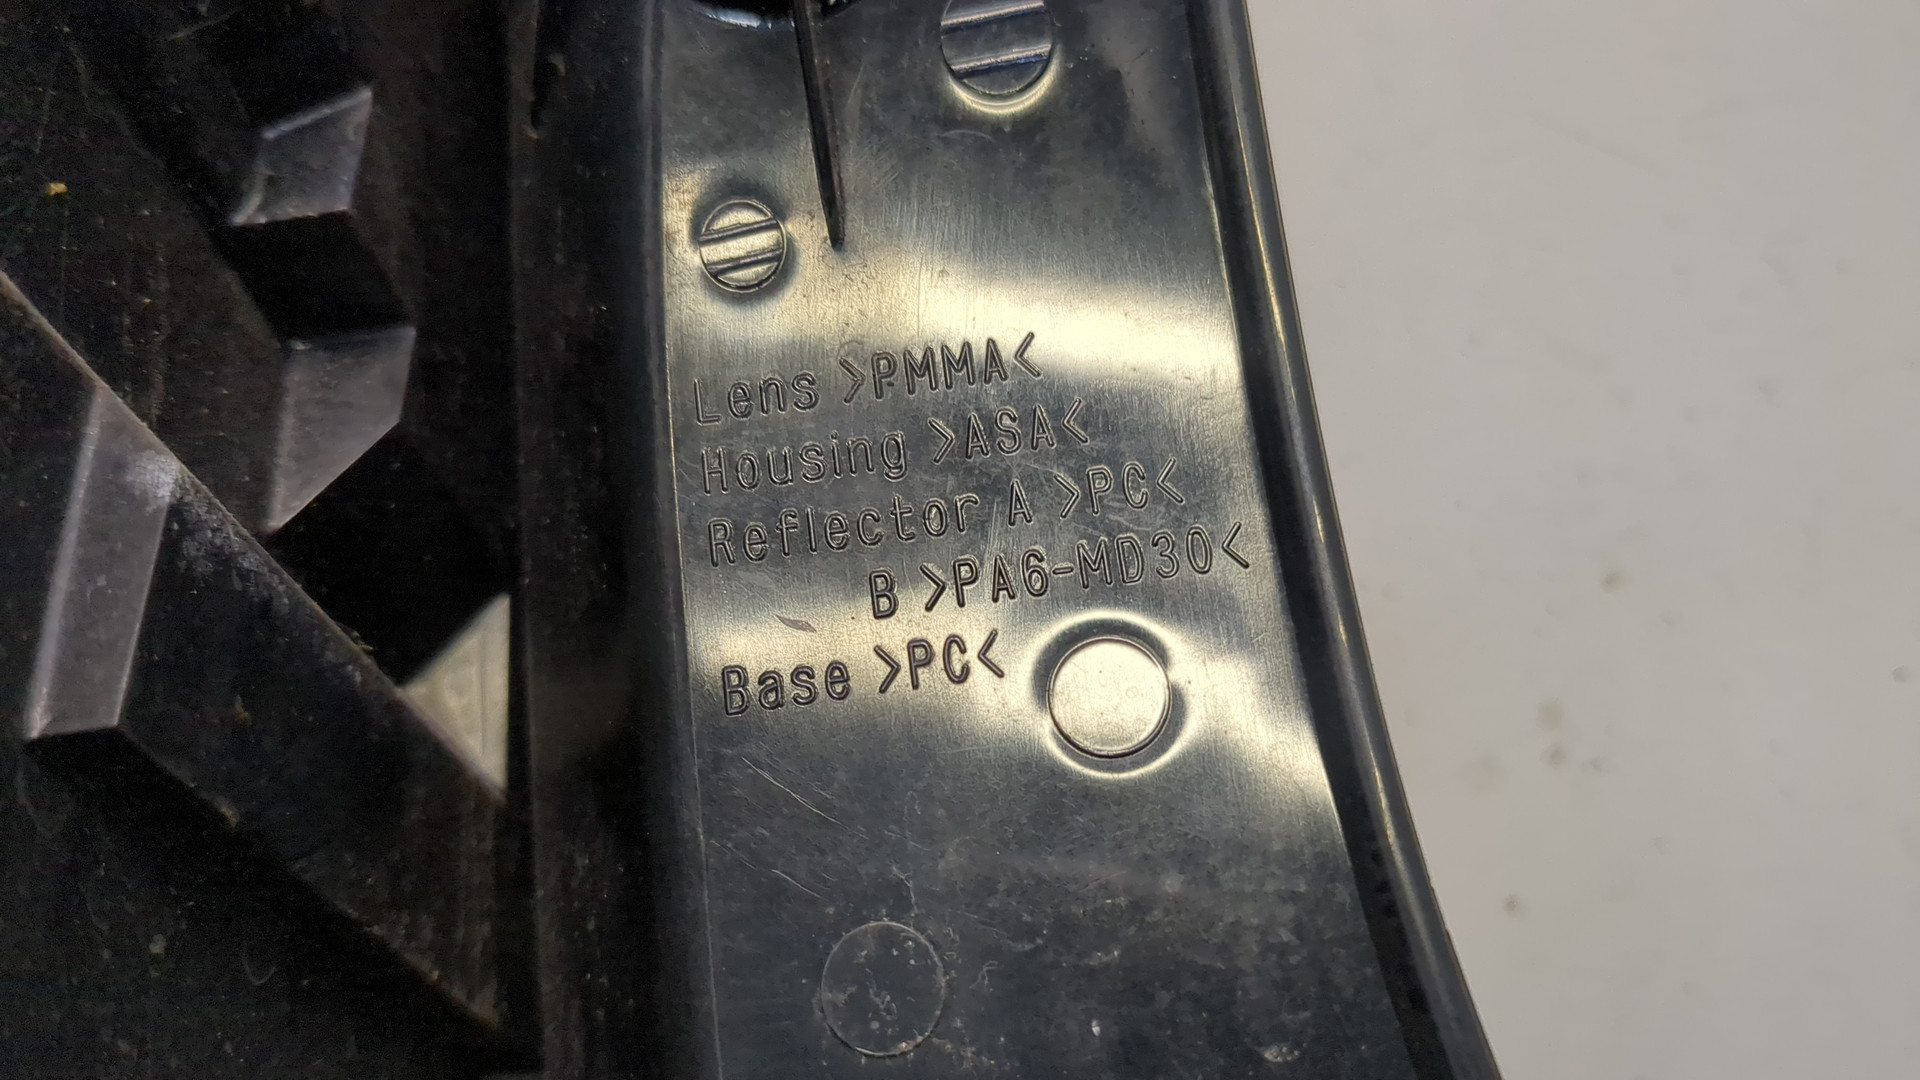 Lens >PMMA<
Housing >ASA<
Reflector A >PC<
B >PA6-MD30<
Base >PC<